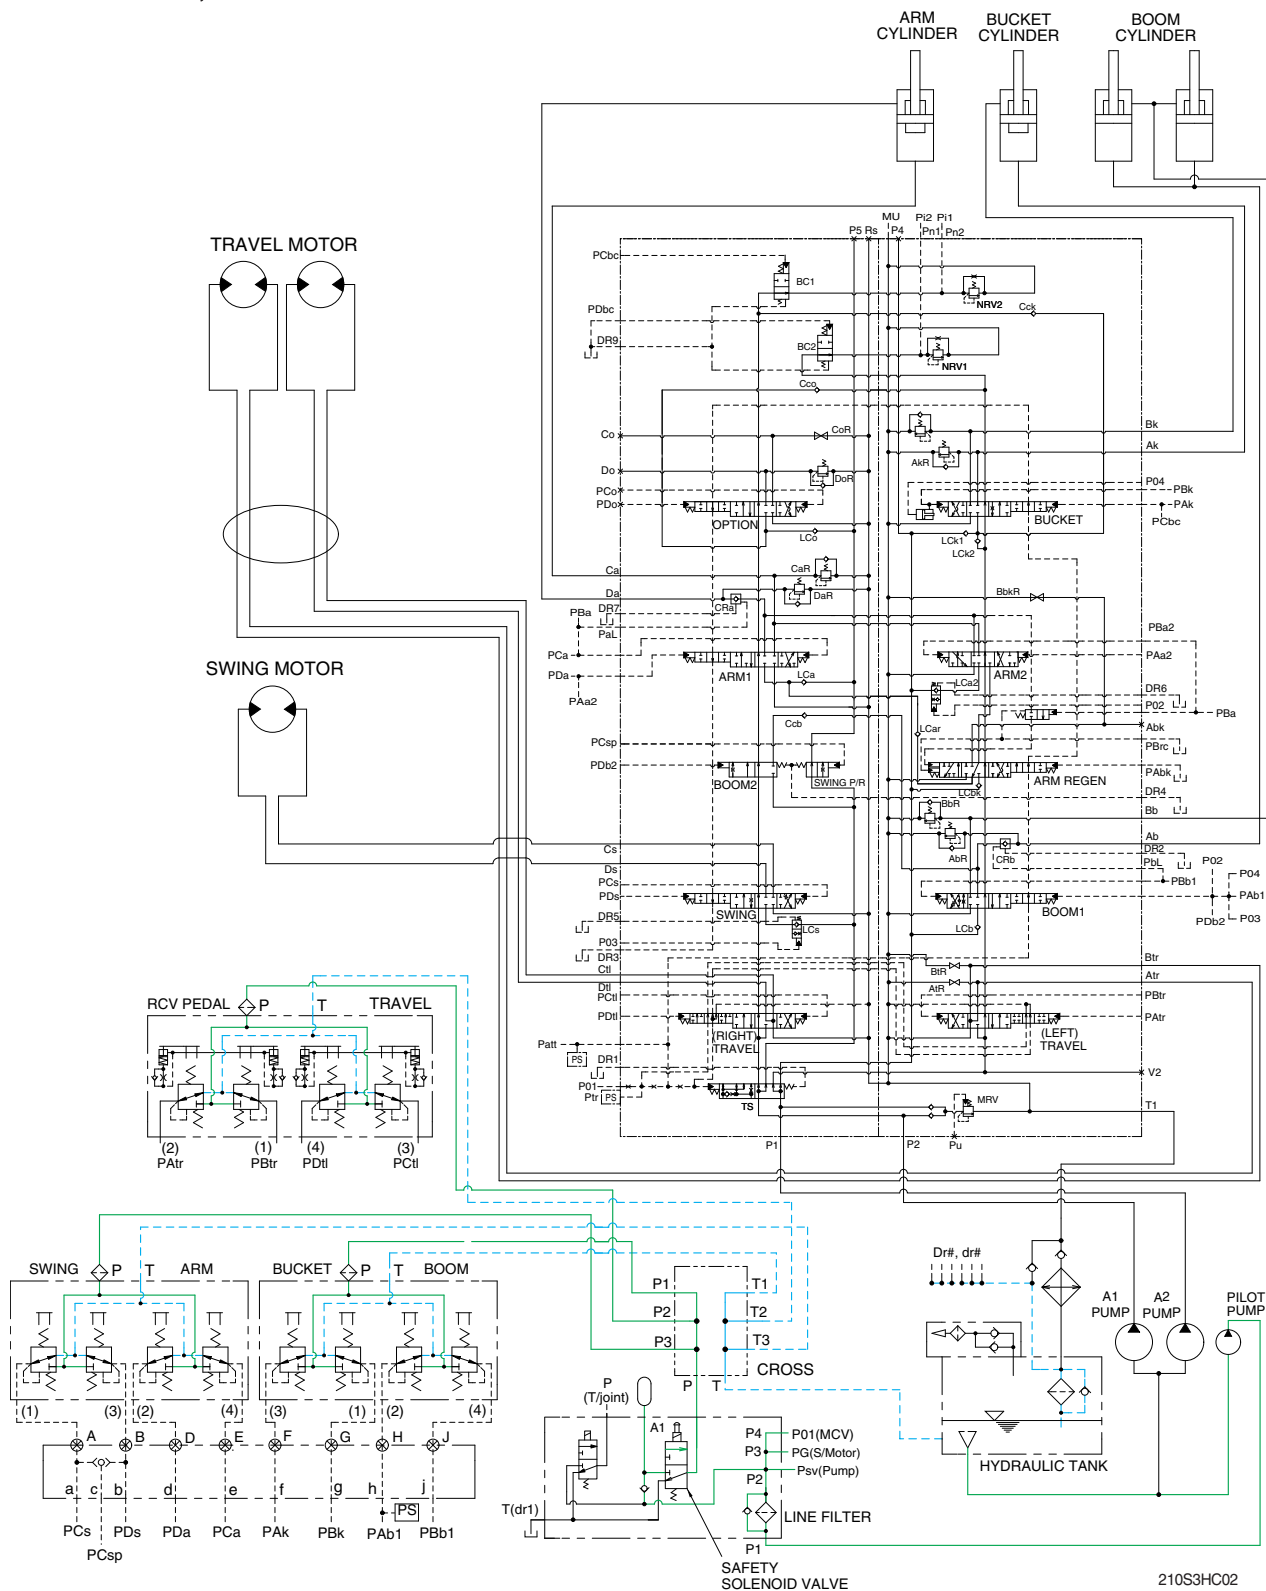 ARM
CYLINDER
BUCKET
CYLINDER
BOOM
CYLINDER
TRAVEL MOTOR
P5 Rs
MU
P4
Pi2 Pi1
Pn1 Pn2
PCbc
BC1
NRV2
Cck
PDbc
DR9
BC2
NRV1
Cco
Co
CoR
Bk
Ak
AkR
Do
DoR
P04
PCo
PBk
PDo
PAk
OPTION
BUCKET
PCbc
LCo
LCk1
LCk2
Ca
CaR
Da
DaR
BbkR
PBa
DR7
CRa
PaL
PBa2
PCa
PAa2
PDa
ARM1
LCa
ARM2
LCa2
PAa2
DR6
P02
PBa
SWING MOTOR
Ccb
LCar
Abk
PCsp
PBrc
PDb2
BOOM2
SWING P/R
ARM REGEN
PAbk
LCbk
DR4
BbR
Bb
AbR
CRb
Ab
Cs
DR2
Ds
PbL
P02
PCs
PBb1
P04
PDs
PAb1
SWING
BOOM1
PDb2
P03
DR5
LCs
LCb
P03
DR3
Btr
Ctl
BtR
Atr
Dtl
AtR
PCtl
PBtr
PDtl
PAtr
(RIGHT)
TRAVEL
(LEFT)
TRAVEL
RCV PEDAL
P
T
TRAVEL
Patt
PS
DR1
V2
P01
Ptr
PS
TS
MRV
T1
P1
P2
Pu
(2)
(1)
(4)
(3)
PAtr
PBtr
PDtl
PCtl
SWING
P
T
ARM
BUCKET
P
T
BOOM
P1
T1
P2
T2
P3
T3
CROSS
P
T
Dr#, dr#
A1
PUMP
A2
PUMP
PILOT
PUMP
HYDRAULIC TANK
P
(T/joint)
A1
P4
P01(MCV)
P3
PG(S/Motor)
Psv(Pump)
P2
T(dr1)
LINE FILTER
P1
SAFETY
SOLENOID VALVE
(1)
(3)
(2)
(4)
(3)
(1)
(2)
(4)
A
B
D
E
F
G
H
J
a
c
b
d
e
f
g
h
j
PS
PCs
PDs
PDa
PCa
PAk
PBk
PAb1
PBb1
PCsp
210S3HC02